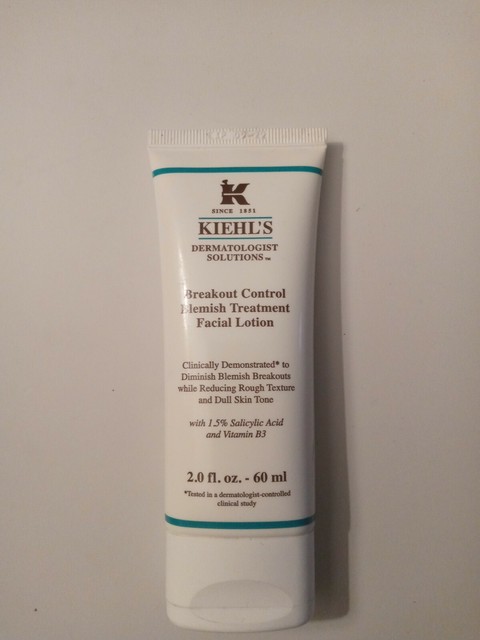 K
SINCE 1851
KIEHL'S
DERMATOLOGIST
SOLUTIONS™
Breakout Control
Blemish Treatment
Facial Lotion
Clinically Demonstrated* to
Diminish Blemish Breakouts
while Reducing Rough Texture
and Dull Skin Tone
with 1.5% Salicylic Acid
and Vitamin B3
2.0 fl. oz. - 60 ml
*Tested in a dermatologist-controlled
clinical study